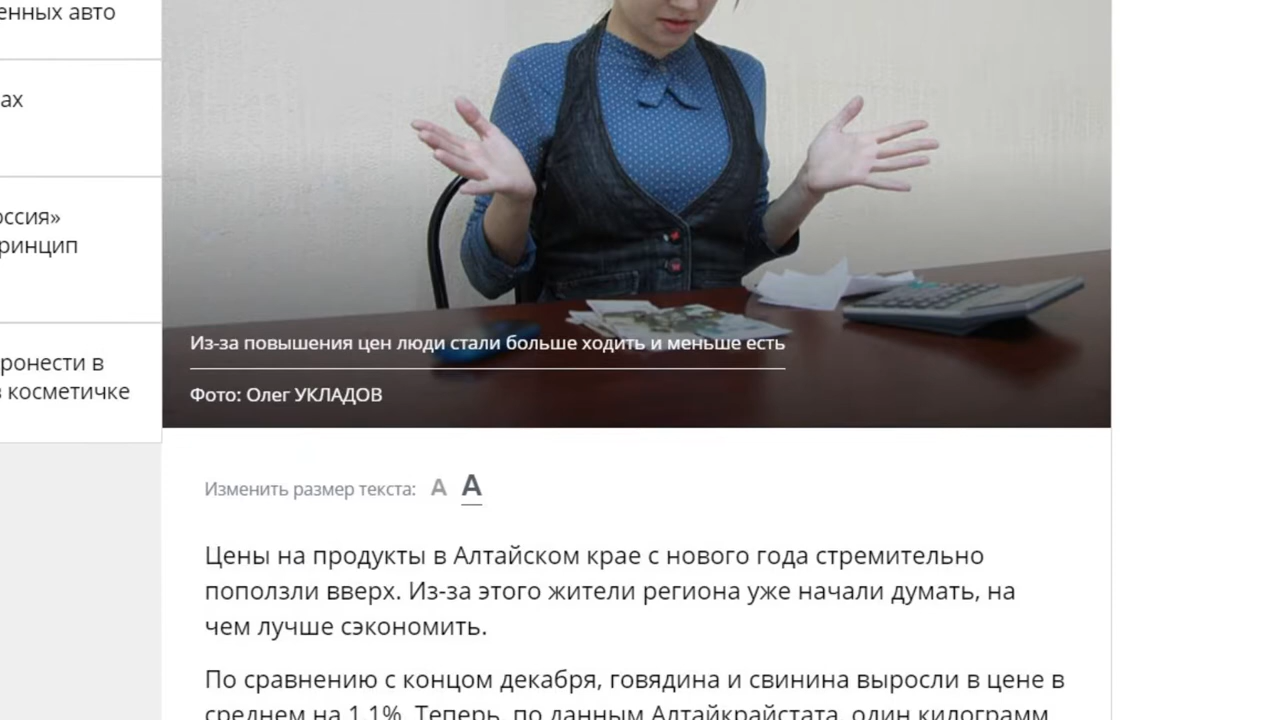 енных авто
ах
оссия»
ринцип
ронести в
в косметичке
Из-за повышения цен люди стали больше ходить и меньше есть
Фото: Олег УКЛАДОВ
Изменить размер текста: А А
Цены на продукты в Алтайском крае с нового года стремительно
поползли вверх. Из-за этого жители региона уже начали думать, на
чем лучше сэкономить.
По сравнению с концом декабря, говядина и свинина выросли в цене в
среднем на 1,1%. Теперь, по данным Алтайкрайстата, один килограмм